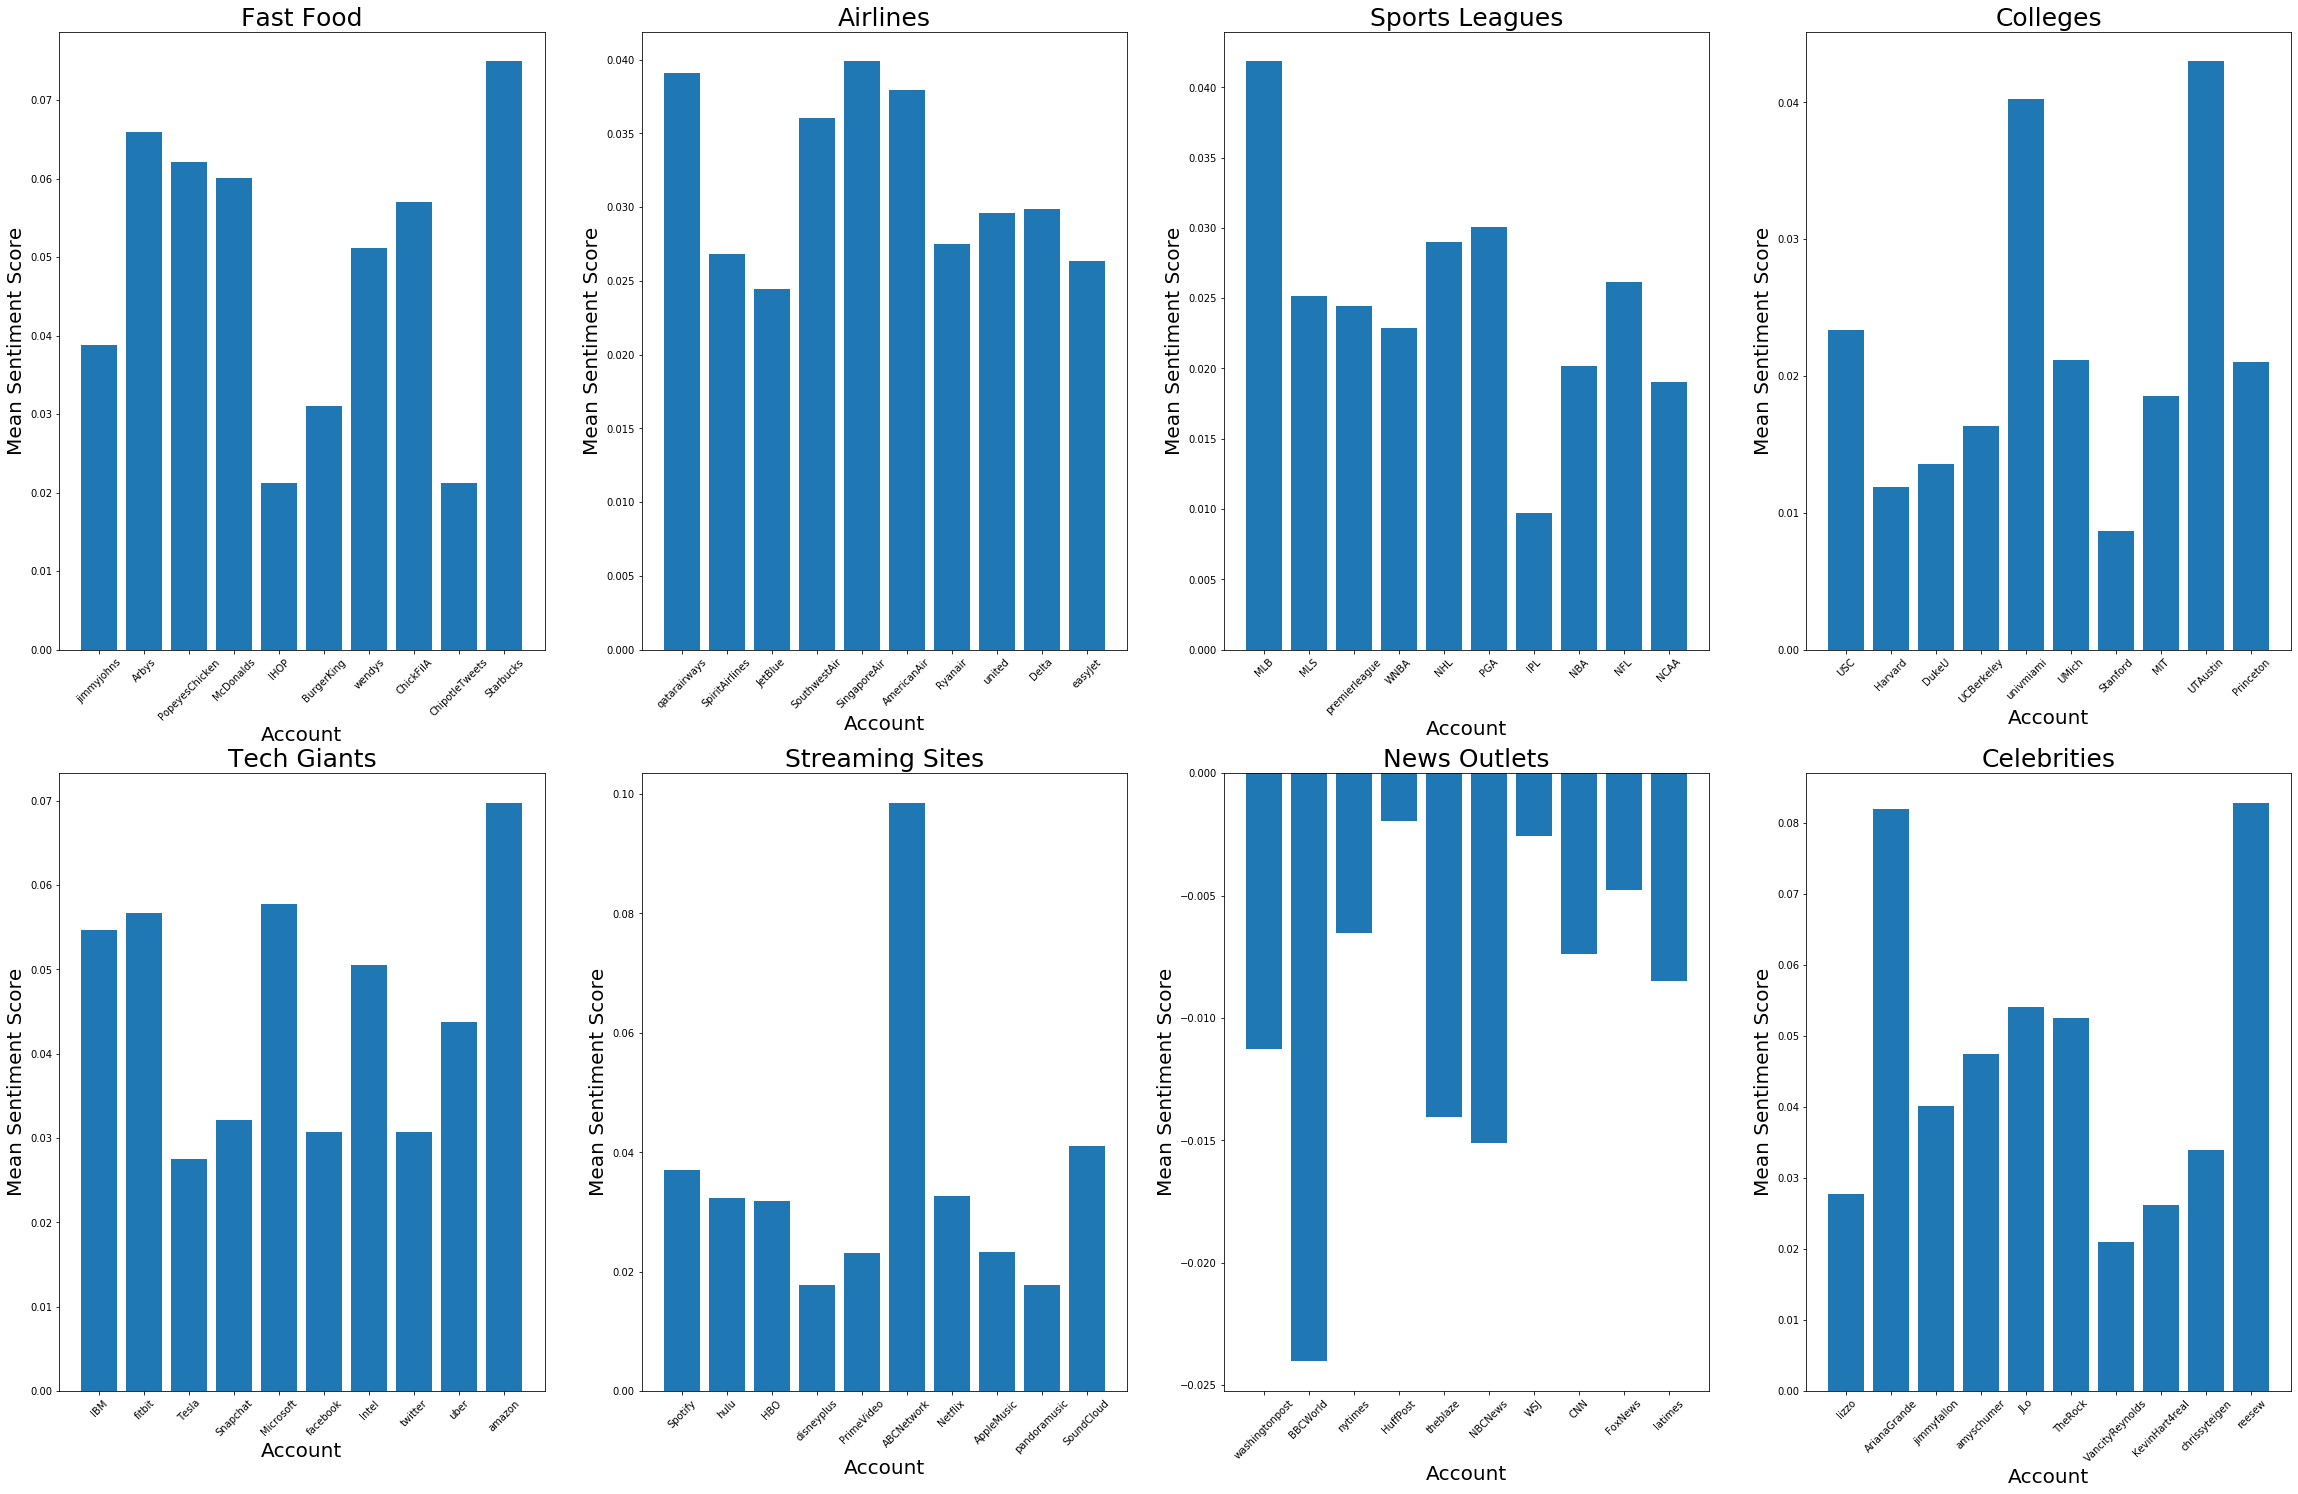 Fast Food
Mean Sentiment Score
0.07
0.06
0.05
0.04
0.03
0.02
0.01
0.00
jimmyjohns
Arbys
PopeyesChicken
McDonalds
IHOP
BurgerKing
wendys
ChickFilA
ChipotleTweets
Starbucks
Account
Airlines
Mean Sentiment Score
0.040
0.035
0.030
0.025
0.020
0.015
0.010
0.005
0.000
qatarairways
SpiritAirlines
JetBlue
SouthwestAir
SingaporeAir
AmericanAir
Ryanair
united
Delta
easyJet
Account
Sports Leagues
Mean Sentiment Score
0.040
0.035
0.030
0.025
0.020
0.015
0.010
0.005
0.000
MLB
MLS
premierleague
WNBA
NHL
PGA
IPL
NBA
NFL
NCAA
Account
Colleges
Mean Sentiment Score
0.04
0.03
0.02
0.01
0.00
USC
Harvard
DukeU
UCBerkeley
univmiami
UMich
Stanford
MIT
UTAustin
Princeton
Account
Tech Giants
Mean Sentiment Score
0.07
0.06
0.05
0.04
0.03
0.02
0.01
0.00
IBM
fitbit
Tesla
Snapchat
Microsoft
facebook
Intel
twitter
uber
amazon
Account
Streaming Sites
Mean Sentiment Score
0.10
0.08
0.06
0.04
0.02
0.00
Spotify
hulu
HBO
disneyplus
PrimeVideo
ABCNetwork
Netflix
AppleMusic
pandoramusic
SoundCloud
Account
News Outlets
Mean Sentiment Score
0.000
−0.005
−0.010
−0.015
−0.020
−0.025
washingtonpost
BBCWorld
nytimes
HuffPost
theblaze
NBCNews
WSJ
CNN
FoxNews
latimes
Account
Celebrities
Mean Sentiment Score
0.08
0.07
0.06
0.05
0.04
0.03
0.02
0.01
0.00
lizzo
ArianaGrande
jimmyfallon
amyschumer
JLo
TheRock
VancityReynolds
KevinHart4real
chrissyteigen
reesew
Account